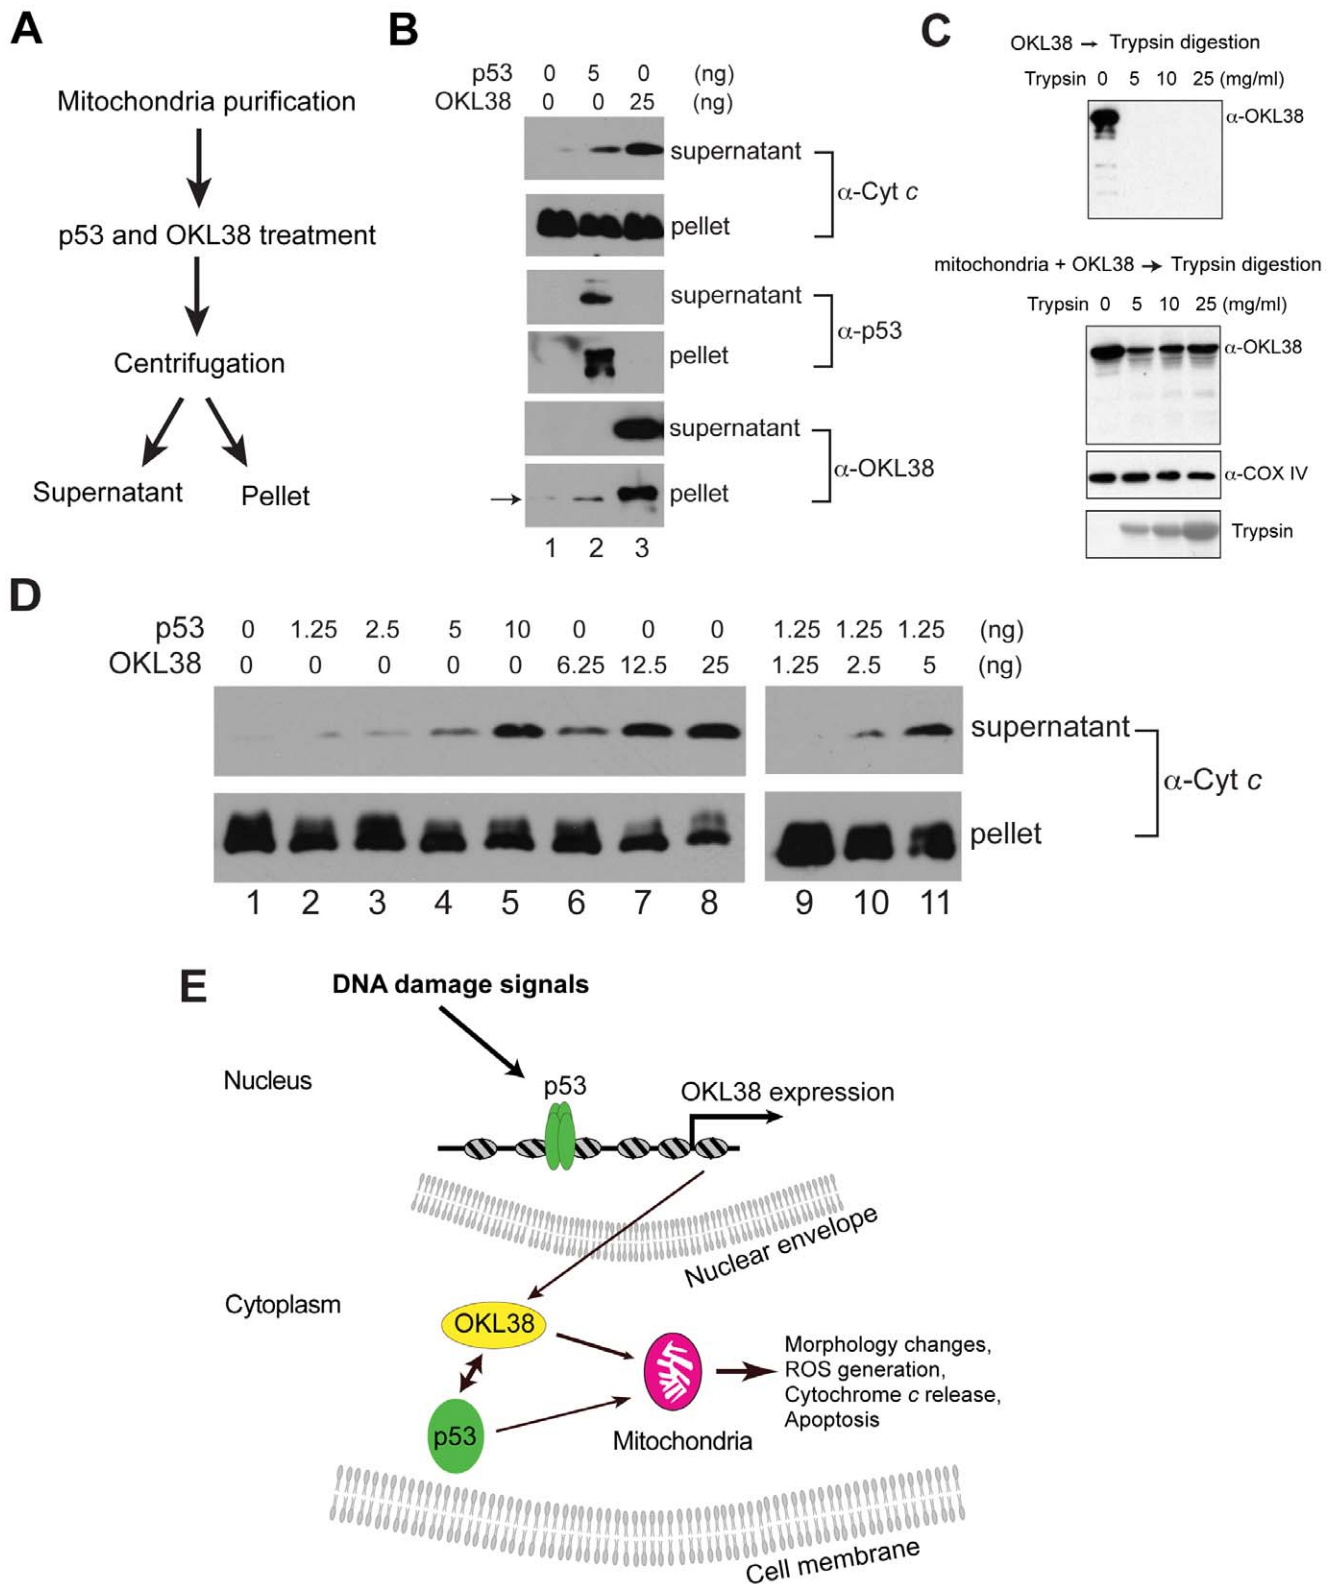 A
Mitochondria purification
p53 and OKL38 treatment
Centrifugation
Supernatant Pellet
B
p53 0 5 0 (ng)
OKL38 0 0 25 (ng)
supernatant
α-Cyt c
pellet
supernatant
α-p53
pellet
supernatant
α-OKL38
pellet
1 2 3
C
OKL38 → Trypsin digestion
Trypsin 0 5 10 25 (mg/ml)
α-OKL38
mitochondria + OKL38 → Trypsin digestion
Trypsin 0 5 10 25 (mg/ml)
α-OKL38
α-COX IV
Trypsin
D
p53 0 1.25 2.5 5 10 0 0 0 1.25 1.25 1.25 (ng)
OKL38 0 0 0 0 0 6.25 12.5 25 1.25 2.5 5 (ng)
supernatant
α-Cyt c
pellet
1 2 3 4 5 6 7 8 9 10 11
E
DNA damage signals
Nucleus
p53
OKL38 expression
Nuclear envelope
Cytoplasm
OKL38
p53
Mitochondria
Morphology changes,
ROS generation,
Cytochrome c release,
Apoptosis
Cell membrane